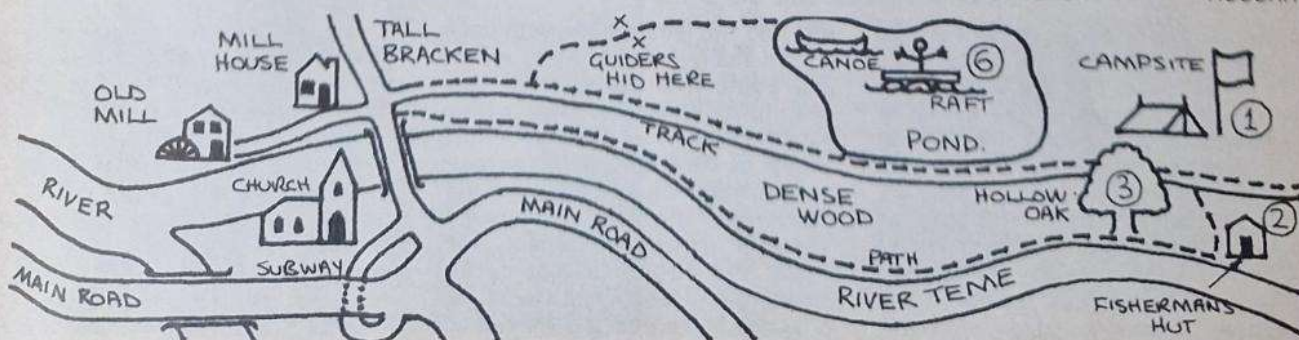 TALL
BRACKEN
MILL
HOUSE
OLD
MILL
x
x
GUIDERS
HID HERE
CANOE
6
RAFT
POND.
CAMPSITE
1
TRACK
RIVER
CHURCH
DENSE
WOOD
HOLLOW
OAK
3
2
MAIN ROAD
SUBWAY
PATH
MAIN ROAD
RIVER TEME
FISHERMANS
HUT